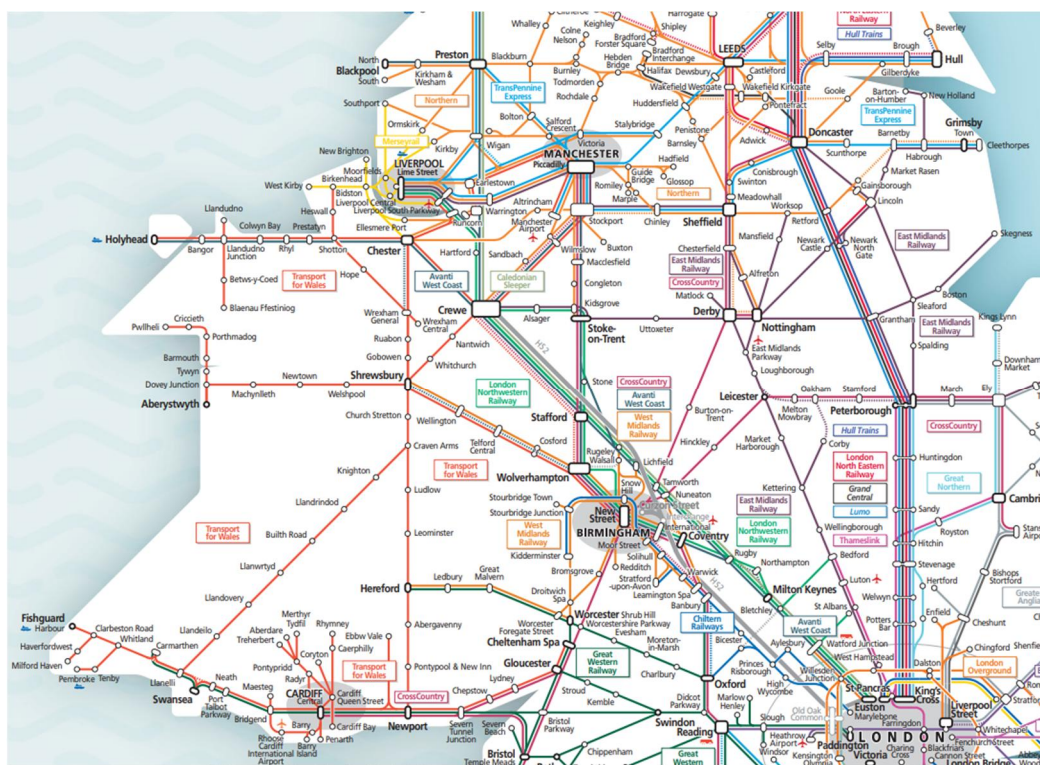 North
Blackpool
South
Kirkham &
Wesham
Preston
Blackburn
Whalley
Colne
Nelson
Burnley
Todmorden
Rochdale
Keighley
Shipley
Bradford
Forster Square
Bradford
Interchange
Hebden
Bridge
Halifax
Dewsbury
Harrogate
LEEDS
North Eastern
Railway
Hull Trains
Selby
Brough
Beverley
Hull
Gilberdyke
Castleford
Wakefield Westgate
Wakefield Kirkgate
Pontefract
Goole
Barton-
on-Humber
New Holland
TransPennine
Express
Grimsby
Town
Cleethorpes
Doncaster
Barnetby
Scunthorpe
Habrough
Market Rasen
Gainsborough
Lincoln
Adwick
Conisbrough
Swinton
Meadowhall
Huddersfield
Penistone
Barnsley
Stalybridge
Northern
TransPennine
Express
Bolton
Salford
Crescent
Victoria
MANCHESTER
Piccadilly
Southport
Ormskirk
Merseyrail
Kirkby
Wigan
New Brighton
Moorfields
Birkenhead
LIVERPOOL
Lime Street
West Kirby
Bidston
Liverpool Central
Liverpool South Parkway
Earlestown
Warrington
Runcorn
Altrincham
Manchester
Airport
Romiley
Marple
Guide
Bridge
Hadfield
Glossop
Northern
Stockport
Chinley
Sheffield
Worksop
Retford
Heswall
Ellesmere Port
Llandudno
Colwyn Bay
Prestatyn
Holyhead
Bangor
Llandudno
Junction
Rhyl
Shotton
Chester
Hartford
Sandbach
Wilmslow
Buxton
Macclesfield
Congleton
Kidsgrove
Chesterfield
East Midlands
Railway
CrossCountry
Mansfield
Newark
Castle
Newark
North
Gate
East Midlands
Railway
Skegness
Betws-y-Coed
Blaenau Ffestiniog
Transport
for Wales
Hope
Avanti
West Coast
Caledonian
Sleeper
Matlock
Alfreton
Boston
Sleaford
Kings Lynn
Wrexham
General
Wrexham
Central
Crewe
Alsager
Stoke-
on-Trent
Uttoxeter
Derby
Nottingham
Grantham
East Midlands
Railway
Criccieth
Pwllheli
Porthmadog
Ruabon
Gobowen
Nantwich
Whitchurch
HS2
East Midlands
Parkway
Loughborough
Spalding
Downham
Market
Barmouth
Tywyn
Dovey Junction
Aberystwyth
Machynlleth
Newtown
Welshpool
Shrewsbury
Stone
London
Northwestern
Railway
CrossCountry
Avanti
West Coast
West
Midlands
Railway
Leicester
Oakham
Stamford
Peterborough
March
Ely
Melton
Mowbray
Burton-
on-Trent
Hinckley
Market
Harborough
Corby
Hull Trains
CrossCountry
Church Stretton
Wellington
Stafford
Craven Arms
Telford
Central
Cosford
Rugeley
Walsall
Lichfield
Kettering
London
North Eastern
Railway
Grand
Central
Lumo
Thameslink
Huntingdon
Great
Northern
Knighton
Transport
for Wales
Wolverhampton
Tamworth
Nuneaton
Llandrindod
Ludlow
Stourbridge Town
Stourbridge Junction
Snow
Hill
New
Street
Curzon Street
Interchange
International
BIRMINGHAM
Moor Street
Coventry
East Midlands
Railway
London
Northwestern
Railway
Wellingborough
Sandy
Royston
Hitchin
Transport
for Wales
Builth Road
Leominster
West
Midlands
Railway
Kidderminster
Solihull
Redditch
Stratford
-upon-Avon
Rugby
Northampton
Bedford
Stevenage
Llanwrtyd
Hereford
Ledbury
Great
Malvern
Bromsgrove
Droitwich
Spa
Warwick
Leamington Spa
HS2
Milton Keynes
Luton
Hertford
Bishops
Stortford
Welwyn
Llandovery
Worcester
Foregate Street
Worcester
Shrub Hill
Worcestershire Parkway
Evesham
Banbury
Bletchley
St Albans
Enfield
Cheshunt
Fishguard
Harbour
Clarbeston Road
Whitland
Carmarthen
Haverfordwest
Milford Haven
Pembroke
Tenby
Llandeilo
Llanelli
Swansea
Neath
Port
Talbot
Parkway
Merthyr
Tydfil
Aberdare
Treherbert
Rhymney
Coryton
Pontypridd
Radyr
Ebbw Vale
Caerphilly
Abergavenny
Pontypool & New Inn
Cheltenham Spa
Gloucester
Great
Western
Railway
Moreton-
in-Marsh
Chiltern
Railways
Bicester
Aylesbury
Avanti
West Coast
Potters
Bar
Watford Junction
West Hampstead
Chingford
London
Overground
Dalston
Maesteg
Bridgend
CARDIFF
Central
Cardiff
Queen Street
Cardiff Bay
Transport
for Wales
CrossCountry
Chepstow
Lydney
Stroud
Kemble
Charlbury
Oxford
Princes
Risborough
High
Wycombe
Willesden
Junction
St Pancras
King's
Cross
Euston
Marylebone
Farringdon
Liverpool
Street
Rhoose
Cardiff
International
Airport
Barry
Barry
Island
Penarth
Newport
Severn
Tunnel
Junction
Severn
Beach
Bristol
Parkway
Bristol
Temple Meads
Chippenham
Swindon
Didcot
Parkway
Reading
Marlow
Henley
Slough
Heathrow
Airport
Windsor
Old Oak
Common
Paddington
Kensington
Olympia
LONDON
Victoria
Charing
Cross
Blackfriars
Cannon Street
Whitechapel
Fenchurch Street
London Bridge
Great
Western